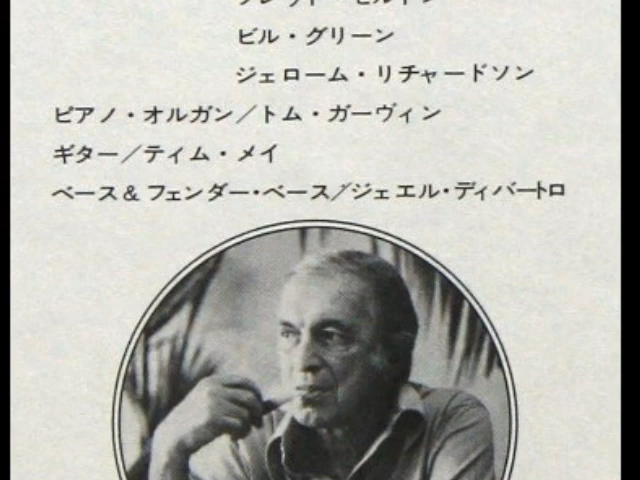 ビル・グリーン
ジェローム・リチャードソン
ピアノ・オルガン／トム・ガーヴィン
ギター／ティム・メイ
ベース&フェンダー・ベース／ジェエル・ディバートロ